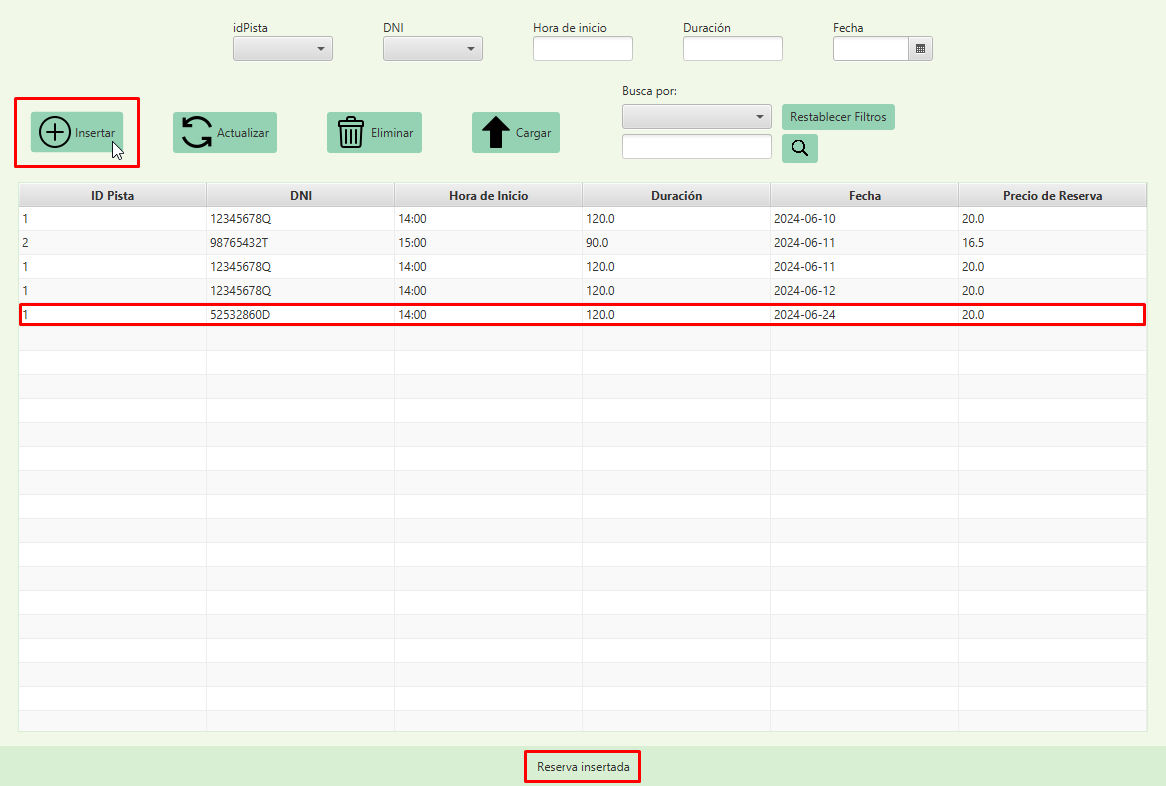 idPista DNI Hora de inicio Duración Fecha
Busca por:
Restablecer Filtros
Insertar Actualizar Eliminar Cargar
ID Pista DNI Hora de Inicio Duración Fecha Precio de Reserva
1 12345678Q 14:00 120.0 2024-06-10 20.0
2 98765432T 15:00 90.0 2024-06-11 16.5
1 12345678Q 14:00 120.0 2024-06-11 20.0
1 12345678Q 14:00 120.0 2024-06-12 20.0
1 52532860D 14:00 120.0 2024-06-24 20.0
Reserva insertada